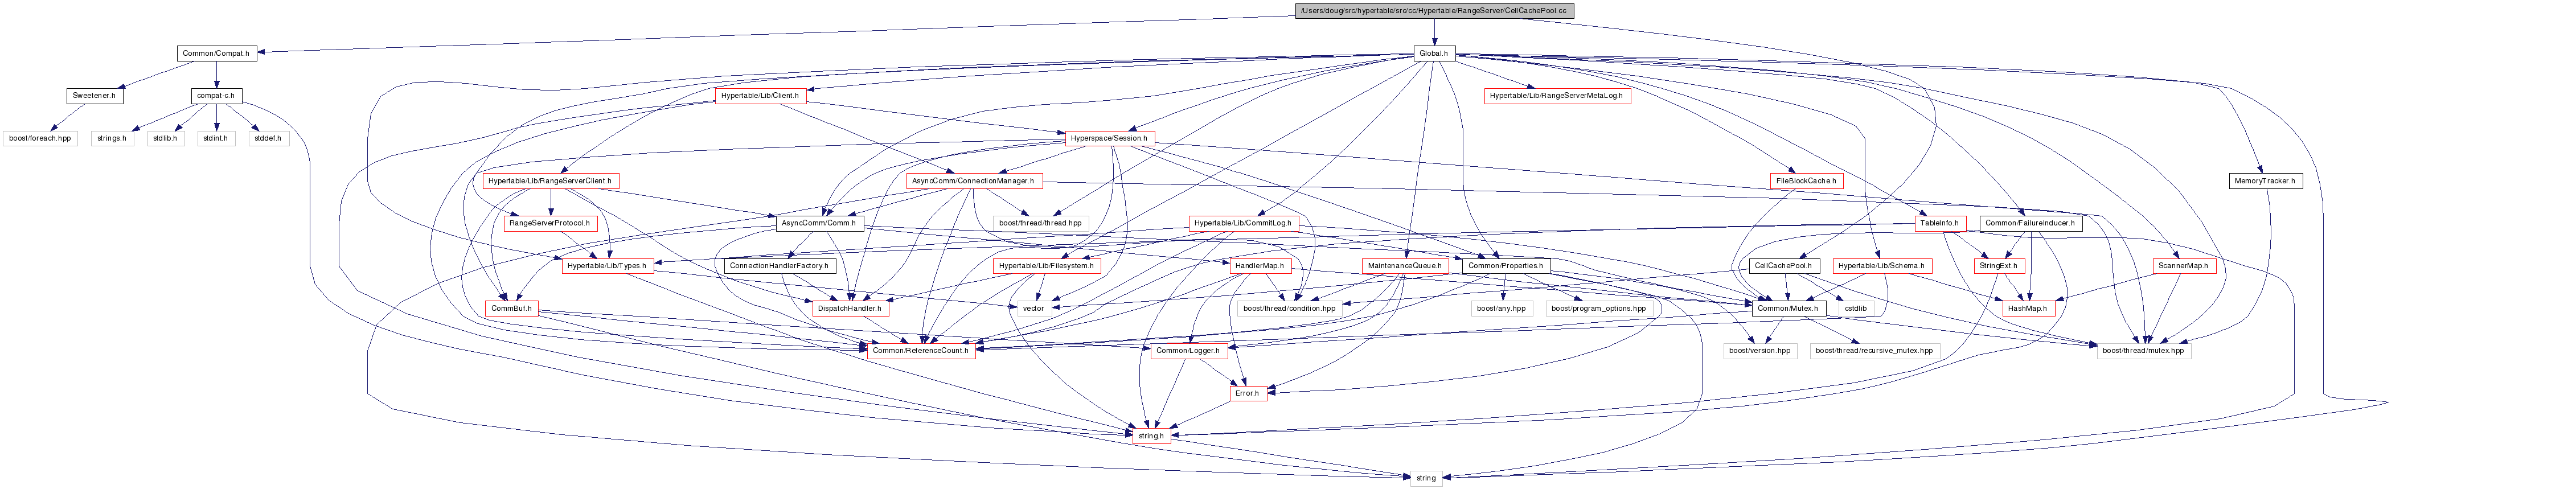 /Users/doug/src/hypertable/src/cc/Hypertable/RangeServer/CellCachePool.cc
Common/Compat.h
Global.h
Sweetener.h
compat-c.h
Hypertable/Lib/Client.h
Hypertable/Lib/RangeServerMetaLog.h
boost/foreach.hpp
strings.h
stdlib.h
stdint.h
stddef.h
Hyperspace/Session.h
Hypertable/Lib/RangeServerClient.h
AsyncComm/ConnectionManager.h
FileBlockCache.h
MemoryTracker.h
RangeServerProtocol.h
AsyncComm/Comm.h
boost/thread/thread.hpp
Hypertable/Lib/CommitLog.h
TableInfo.h
Common/FailureInducer.h
Hypertable/Lib/Types.h
ConnectionHandlerFactory.h
Hypertable/Lib/Filesystem.h
HandlerMap.h
MaintenanceQueue.h
Common/Properties.h
CellCachePool.h
Hypertable/Lib/Schema.h
StringExt.h
ScannerMap.h
CommBuf.h
DispatchHandler.h
vector
boost/thread/condition.hpp
boost/any.hpp
boost/program_options.hpp
Common/Mutex.h
cstdlib
HashMap.h
Common/ReferenceCount.h
Common/Logger.h
boost/version.hpp
boost/thread/recursive_mutex.hpp
boost/thread/mutex.hpp
Error.h
string.h
string